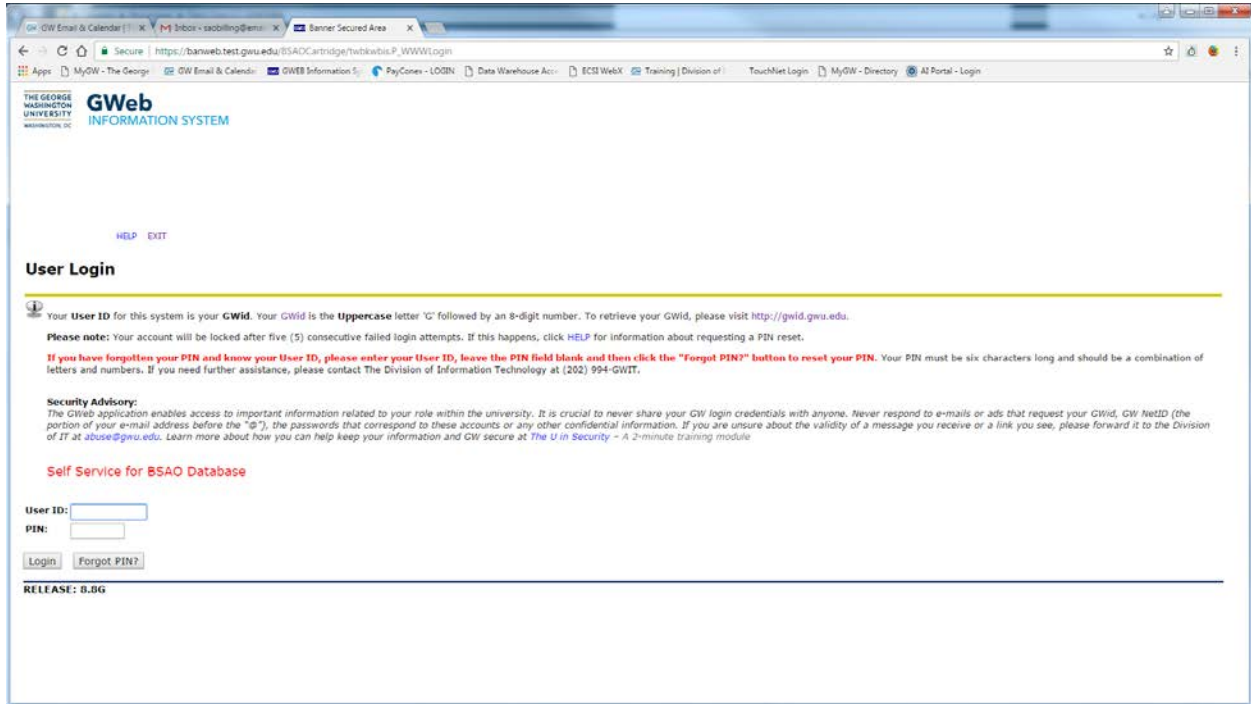 GW Email & Calendar | T
M Inbox - saobilling@ema
Banner Secured Area
Secure | https://banweb.test.gwu.edu/BSAOCartridge/twbkwbis.P_WWWLogin
Apps MyGW - The George GW Email & Calenda GWEB Information S PayConex - LOGIN Data Warehouse Acc ECSI WebX Training | Division of TouchNet Login MyGW - Directory AI Portal - Login
THE GEORGE
WASHINGTON
UNIVERSITY
WASHINGTON, DC
GWeb
INFORMATION SYSTEM
HELP EXIT
User Login
Your User ID for this system is your GWid. Your GWid is the Uppercase letter 'G' followed by an 8-digit number. To retrieve your GWid, please visit http://gwid.gwu.edu.
Please note: Your account will be locked after five (5) consecutive failed login attempts. If this happens, click HELP for information about requesting a PIN reset.
If you have forgotten your PIN and know your User ID, please enter your User ID, leave the PIN field blank and then click the "Forgot PIN?" button to reset your PIN. Your PIN must be six characters long and should be a combination of
letters and numbers. If you need further assistance, please contact The Division of Information Technology at (202) 994-GWIT.
Security Advisory:
The GWeb application enables access to important information related to your role within the university. It is crucial to never share your GW login credentials with anyone. Never respond to e-mails or ads that request your GWid, GW NetID (the
portion of your e-mail address before the "@"), the passwords that correspond to these accounts or any other confidential information. If you are unsure about the validity of a message you receive or a link you see, please forward it to the Division
of IT at abuse@gwu.edu. Learn more about how you can help keep your information and GW secure at The U in Security – A 2-minute training module
Self Service for BSAO Database
User ID:
PIN:
Login Forgot PIN?
RELEASE: 8.8G